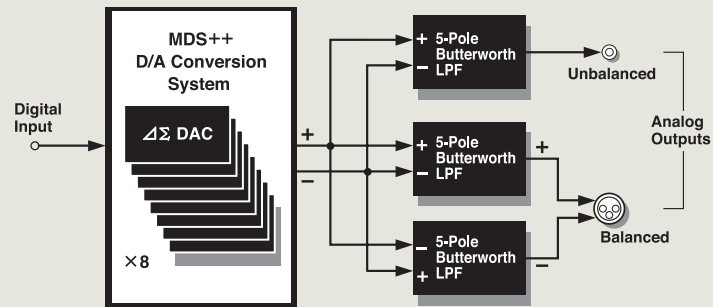 MDS++
D/A Conversion
System
Digital
Input
⊿Σ DAC
×8
+
−
+
−
5-Pole
Butterworth
LPF
Unbalanced
+
−
5-Pole
Butterworth
LPF
+
Analog
Outputs
−
+
5-Pole
Butterworth
LPF
−
Balanced